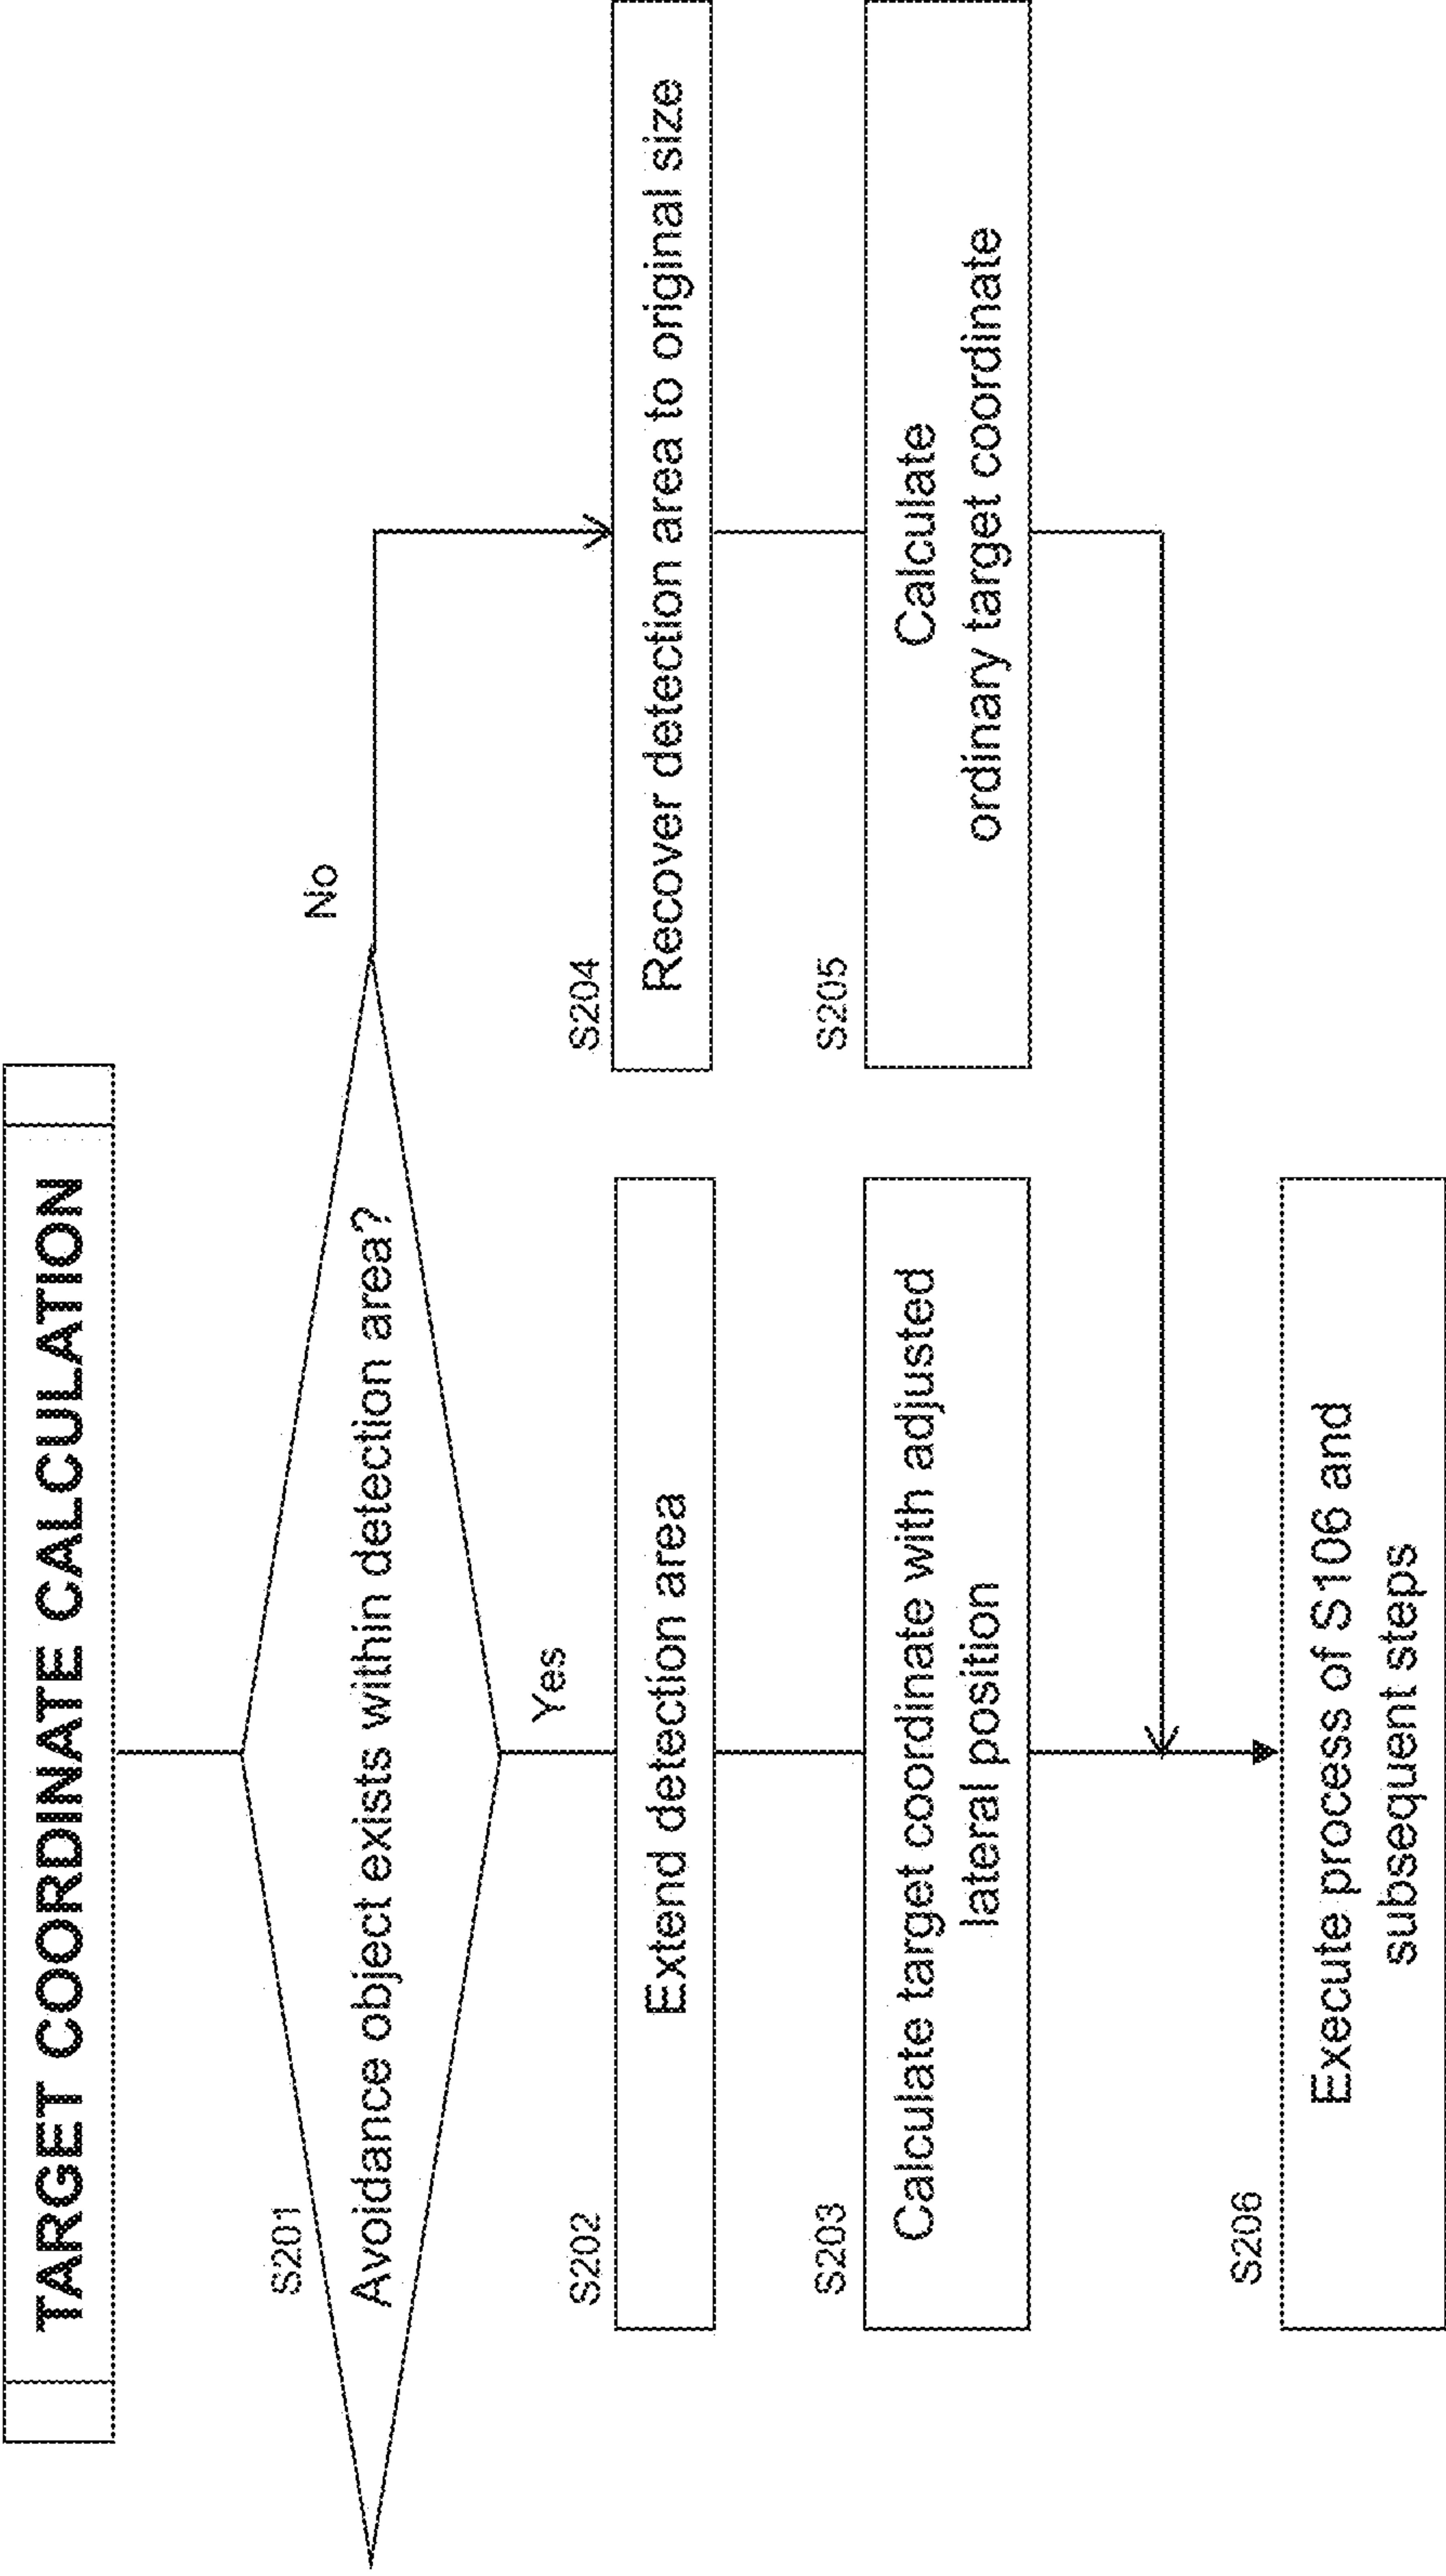 TARGET COORDINATE CALCULATION
S201
Avoidance object exists within detection area?
No
Yes
S202
Extend detection area
S203
Calculate target coordinate with adjusted
lateral position
S204
Recover detection area to original size
S205
Calculate
ordinary target coordinate
S206
Execute process of S106 and
subsequent steps